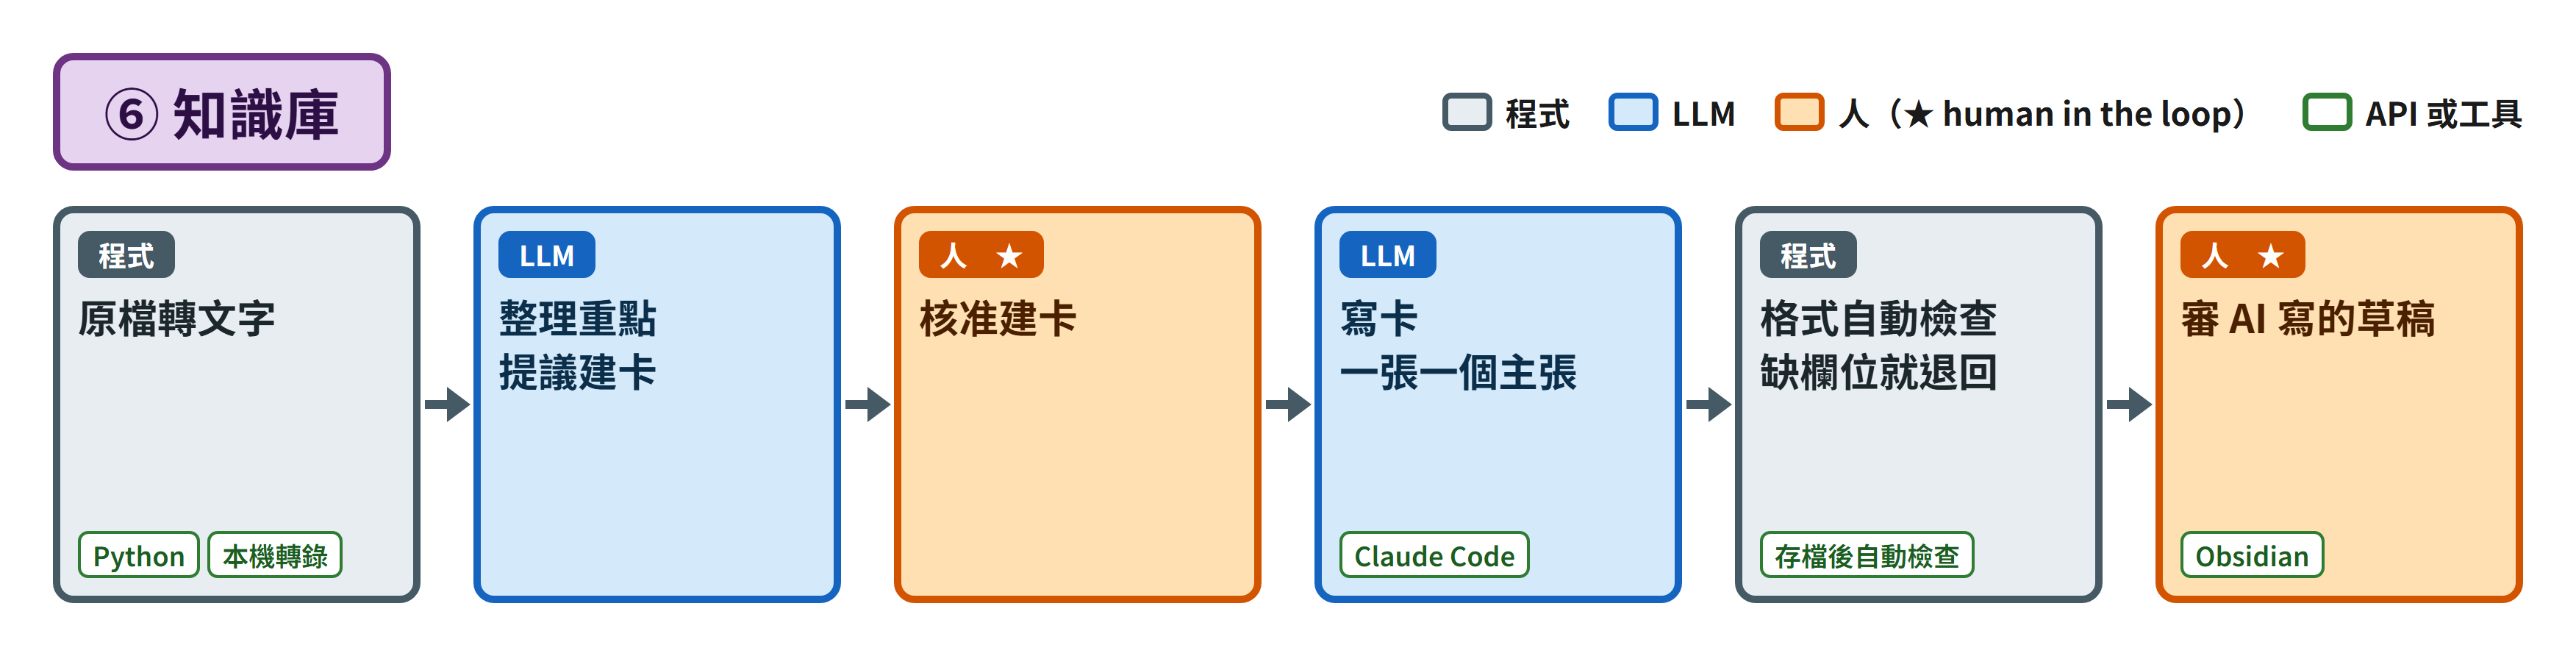 ⑥ 知識庫
程式
LLM
人（★ human in the loop）
API 或工具
程式
原檔轉文字
Python
本機轉錄
LLM
整理重點
提議建卡
人 ★
核准建卡
LLM
寫卡
一張一個主張
Claude Code
程式
格式自動檢查
缺欄位就退回
存檔後自動檢查
人 ★
審 AI 寫的草稿
Obsidian